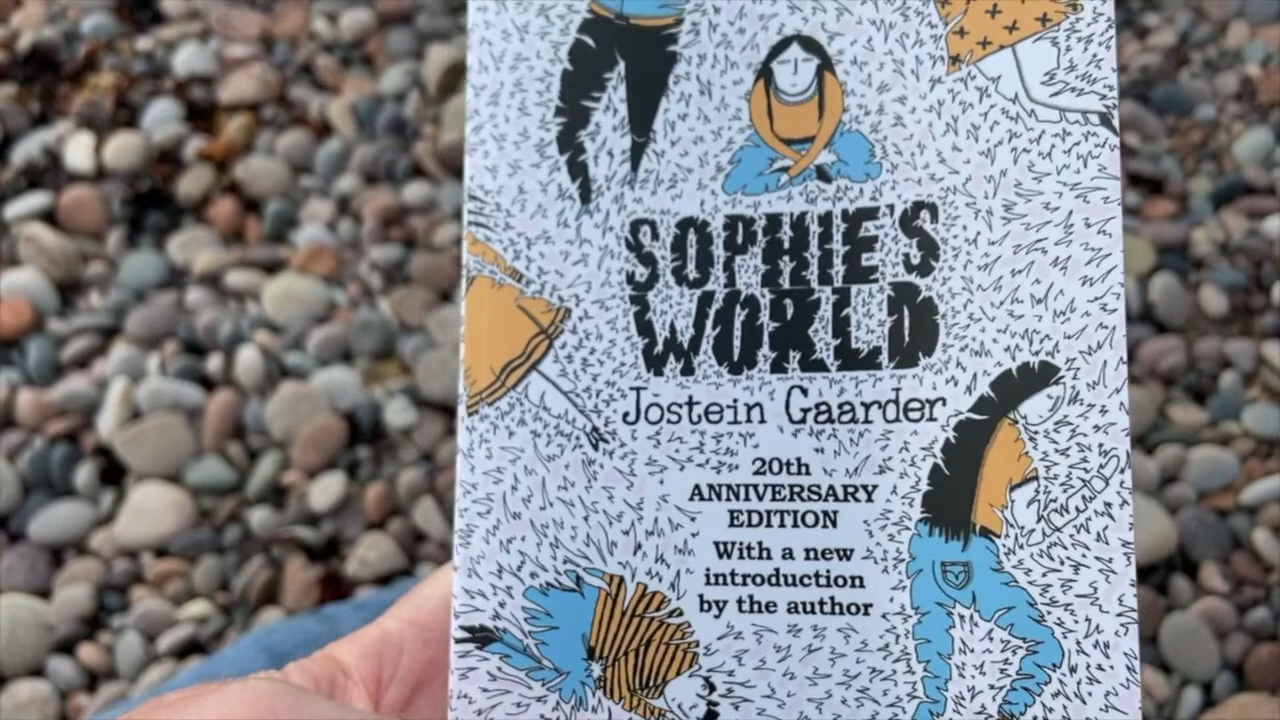 SOPHIE'S
WORLD
Jostein Gaarder
20th
ANNIVERSARY
EDITION
With a new
introduction
by the author